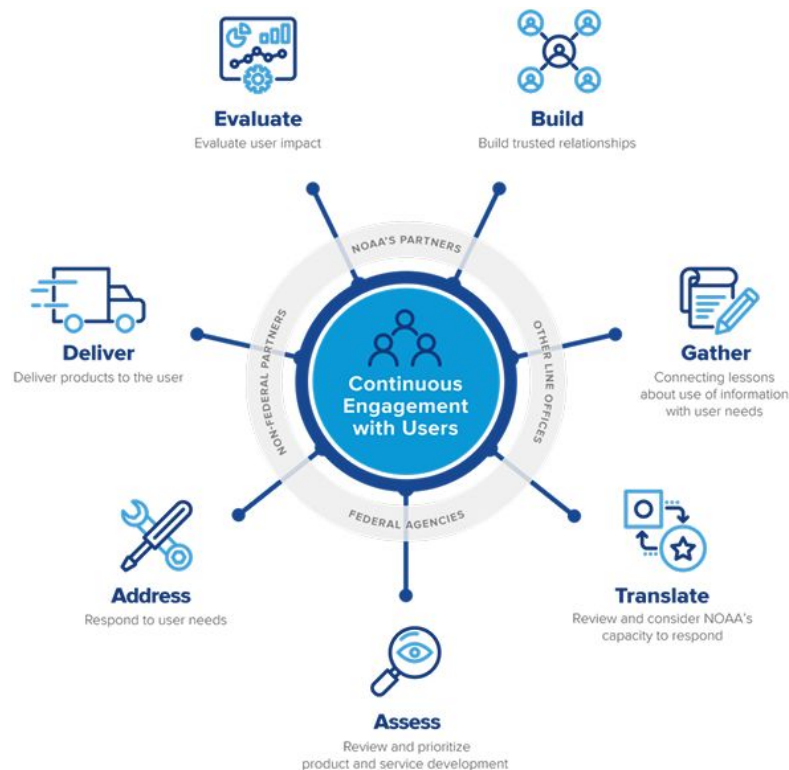 Evaluate
Evaluate user impact
Build
Build trusted relationships
NOAA'S PARTNERS
Deliver
Deliver products to the user
NON-FEDERAL PARTNERS
Continuous
Engagement
with Users
OTHER LINE OFFICES
Gather
Connecting lessons
about use of information
with user needs
FEDERAL AGENCIES
Address
Respond to user needs
Translate
Review and consider NOAA's
capacity to respond
Assess
Review and prioritize
product and service development